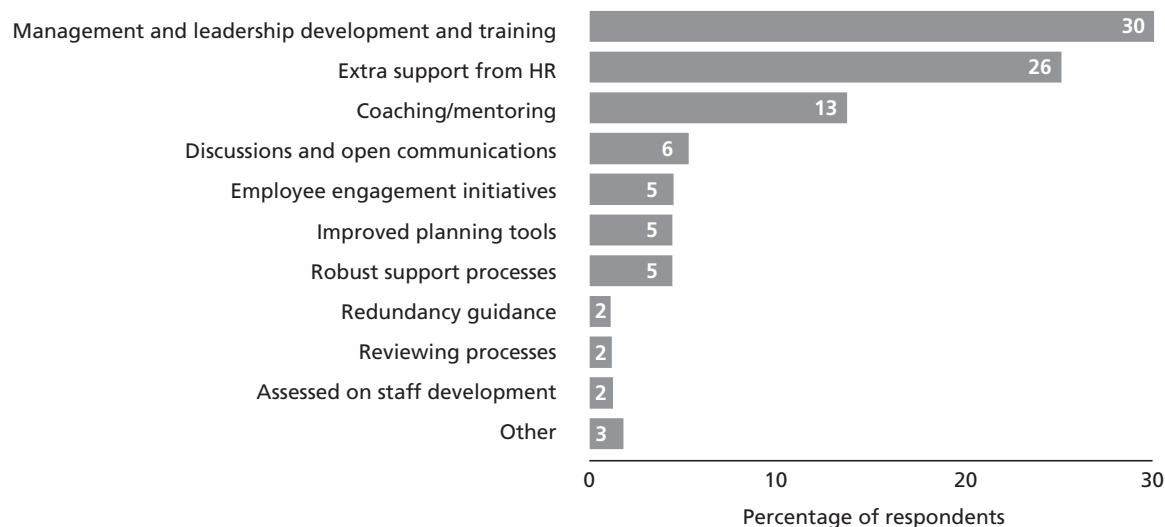 Management and leadership development and training 30
Extra support from HR 26
Coaching/mentoring 13
Discussions and open communications 6
Employee engagement initiatives 5
Improved planning tools 5
Robust support processes 5
Redundancy guidance 2
Reviewing processes 2
Assessed on staff development 2
Other 3
0 10 20 30
Percentage of respondents